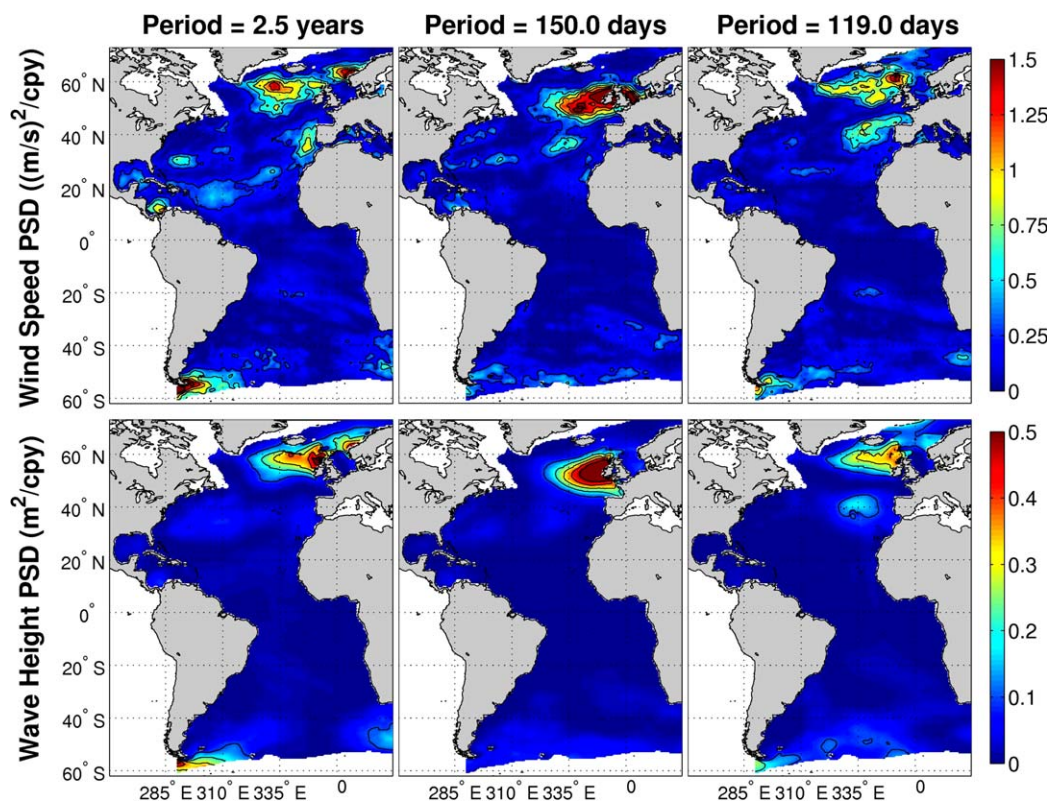 Period = 2.5 years
Period = 150.0 days
Period = 119.0 days
Wind Speed PSD ((m/s)²/cpy)
60° N
40° N
20° N
0°
20° S
40° S
60° S
1.5
1
0.75
0.5
0.25
0
Wave Height PSD (m²/cpy)
60° N
40° N
20° N
0°
20° S
40° S
60° S
0.5
0.4
0.3
0.2
0.1
0
285° E 310° E 335° E 0
285° E 310° E 335° E 0
285° E 310° E 335° E 0